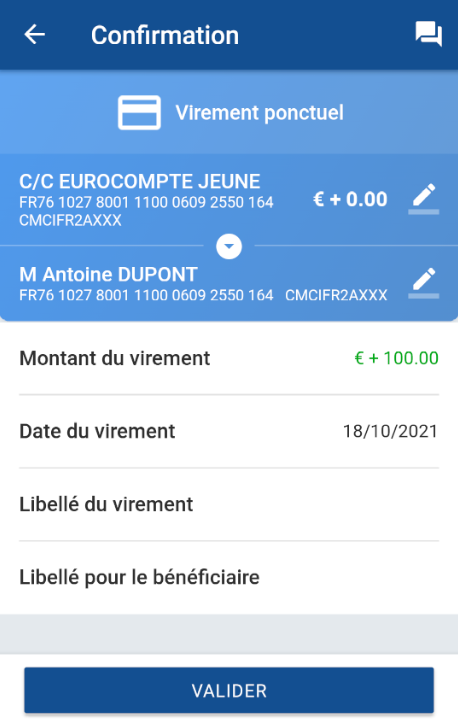 Confirmation
Virement ponctuel
C/C EUROCOMPTE JEUNE
FR76 1027 8001 1100 0609 2550 164
CMCIFR2AXXX
€ + 0.00
M Antoine DUPONT
FR76 1027 8001 1100 0609 2550 164 CMCIFR2AXXX
Montant du virement € + 100.00
Date du virement 18/10/2021
Libellé du virement
Libellé pour le bénéficiaire
VALIDER